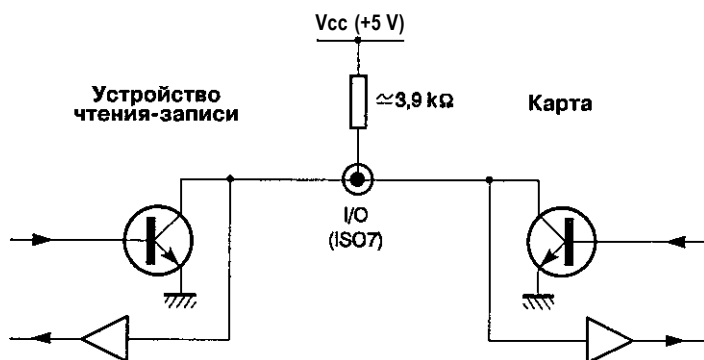 Vcc (+5 V)
Устройство
чтения-записи
≃3,9 kΩ
Карта
I/O
(ISO7)